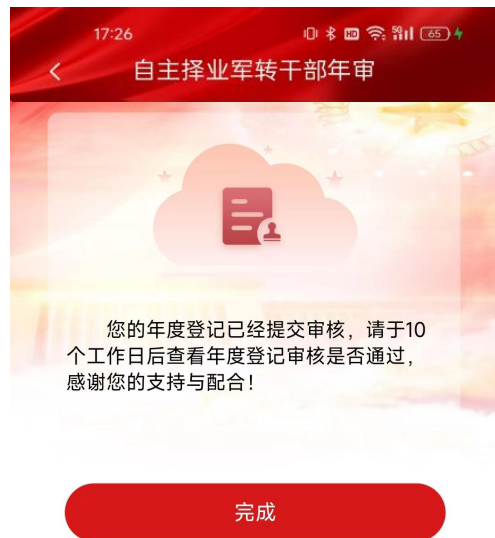 17:26 HD 5G 65
自主择业军转干部年审
您的年度登记已经提交审核，请于10
个工作日后查看年度登记审核是否通过，
感谢您的支持与配合！
完成